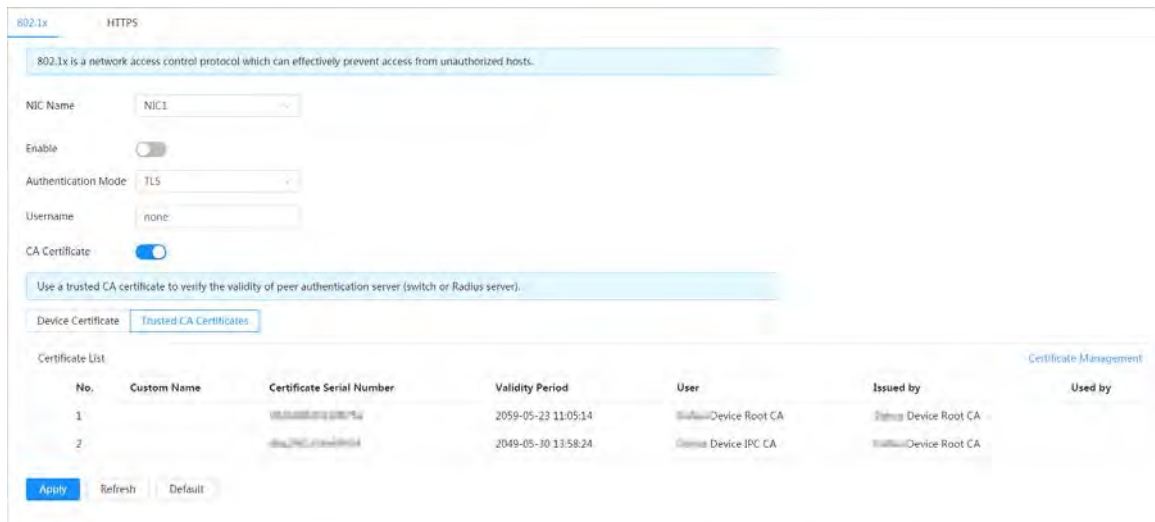 802.1x HTTPS
802.1x is a network access control protocol which can effectively prevent access from unauthorized hosts.
NIC Name NIC1
Enable
Authentication Mode TLS
Username none
CA Certificate
Use a trusted CA certificate to verify the validity of peer authentication server (switch or Radius server).
Device Certificate Trusted CA Certificates
Certificate List Certificate Management
No. Custom Name Certificate Serial Number Validity Period User Issued by Used by
1 2059-05-23 11:05:14 Device Root CA Device Root CA
2 2049-05-30 13:58:24 Device IPC CA Device Root CA
Apply Refresh Default